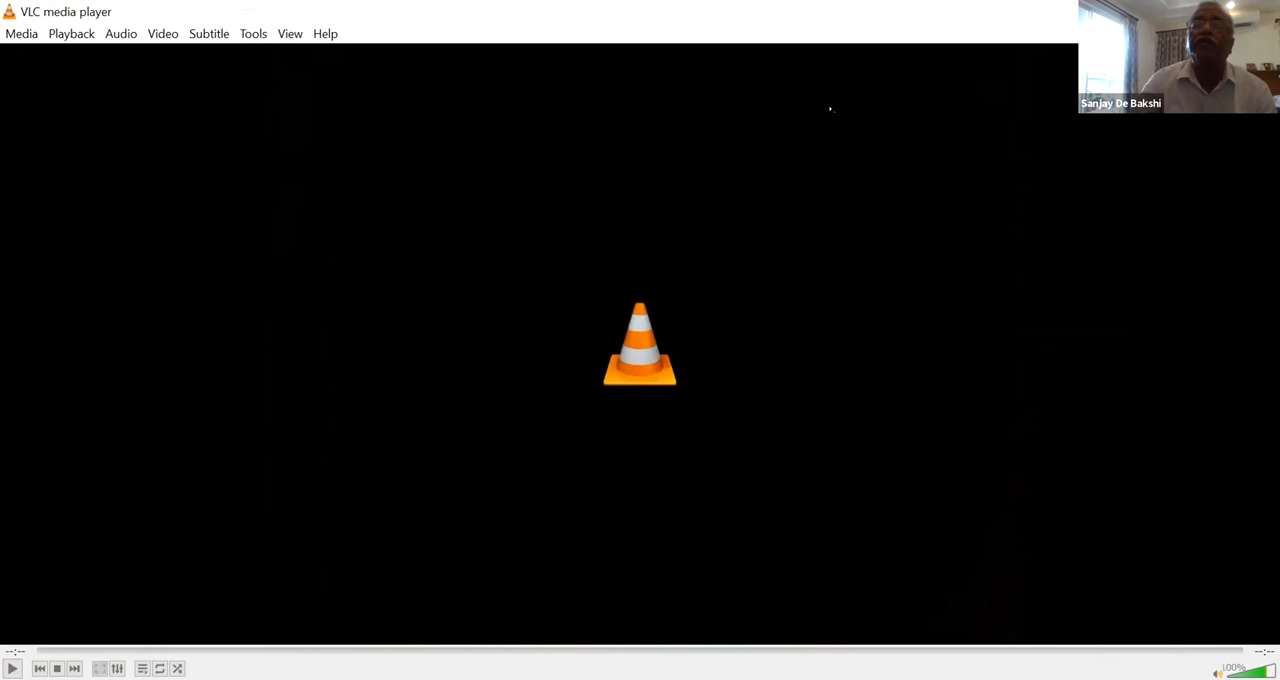 VLC media player
Media Playback Audio Video Subtitle Tools View Help
Sanjay De Bakshi
--:-- --:--
100%